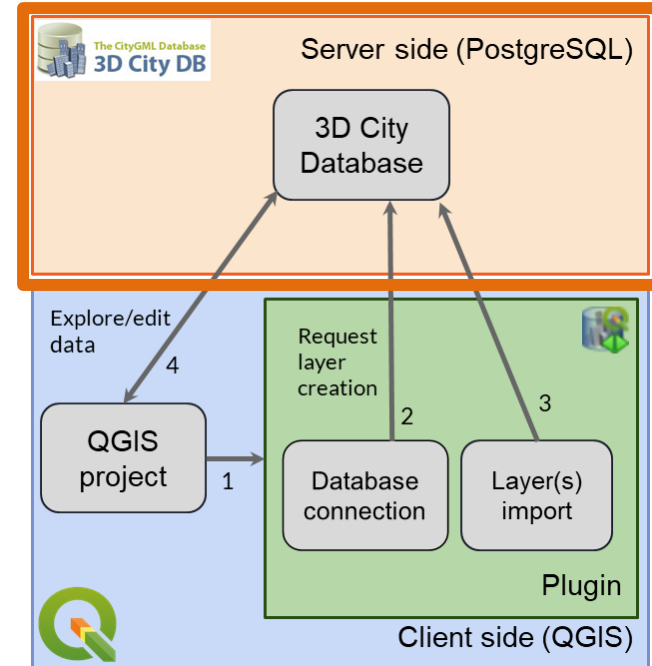 The CityGML Database
3D City DB
Server side (PostgreSQL)
3D City
Database
Explore/edit
data
4
Request
layer
creation
2
3
QGIS
project
1
Database
connection
Layer(s)
import
Plugin
Client side (QGIS)